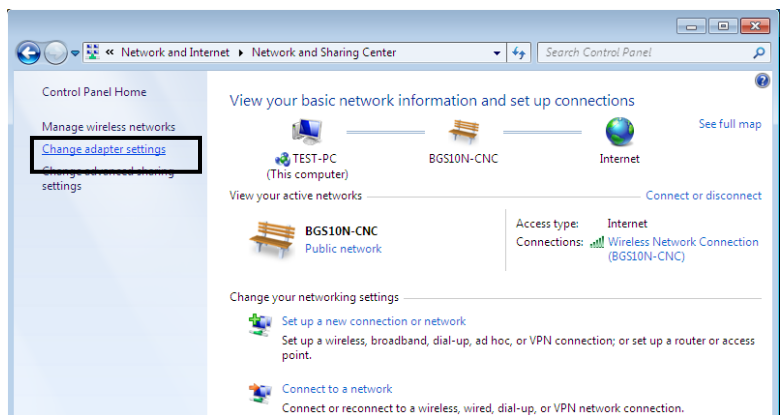 « Network and Internet ▸ Network and Sharing Center
Search Control Panel
Control Panel Home
Manage wireless networks
Change adapter settings
Change advanced sharing
settings
View your basic network information and set up connections
See full map
TEST-PC
(This computer)
BGS10N-CNC
Internet
View your active networks
Connect or disconnect
BGS10N-CNC
Public network
Access type: Internet
Connections: Wireless Network Connection
(BGS10N-CNC)
Change your networking settings
Set up a new connection or network
Set up a wireless, broadband, dial-up, ad hoc, or VPN connection; or set up a router or access
point.
Connect to a network
Connect or reconnect to a wireless, wired, dial-up, or VPN network connection.